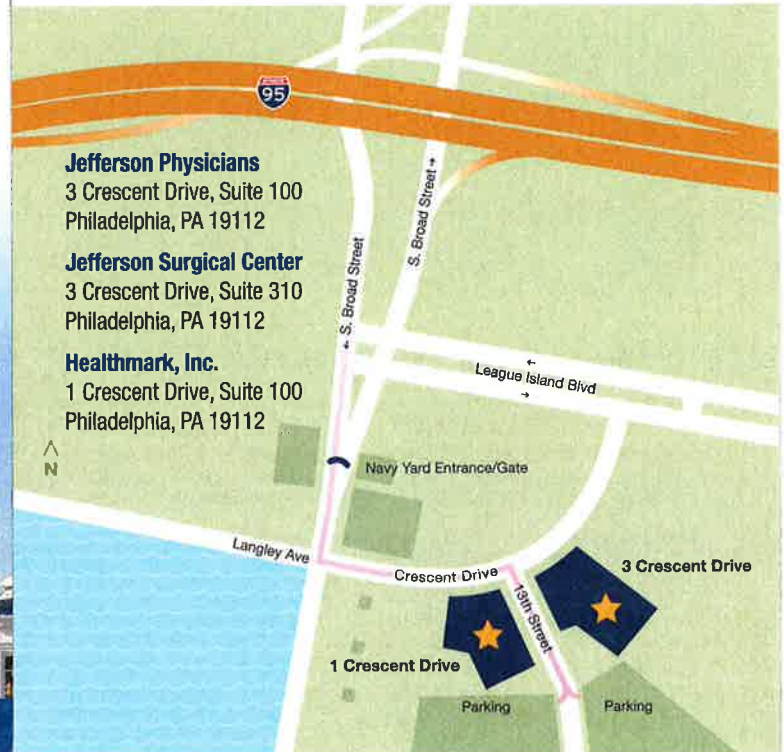 95
Jefferson Physicians
3 Crescent Drive, Suite 100
Philadelphia, PA 19112
Jefferson Surgical Center
3 Crescent Drive, Suite 310
Philadelphia, PA 19112
Healthmark, Inc.
1 Crescent Drive, Suite 100
Philadelphia, PA 19112
N
S. Broad Street →
← S. Broad Street
←
League Island Blvd
→
Navy Yard Entrance/Gate
Langley Ave
Crescent Drive
3 Crescent Drive
13th Street
1 Crescent Drive
Parking
Parking